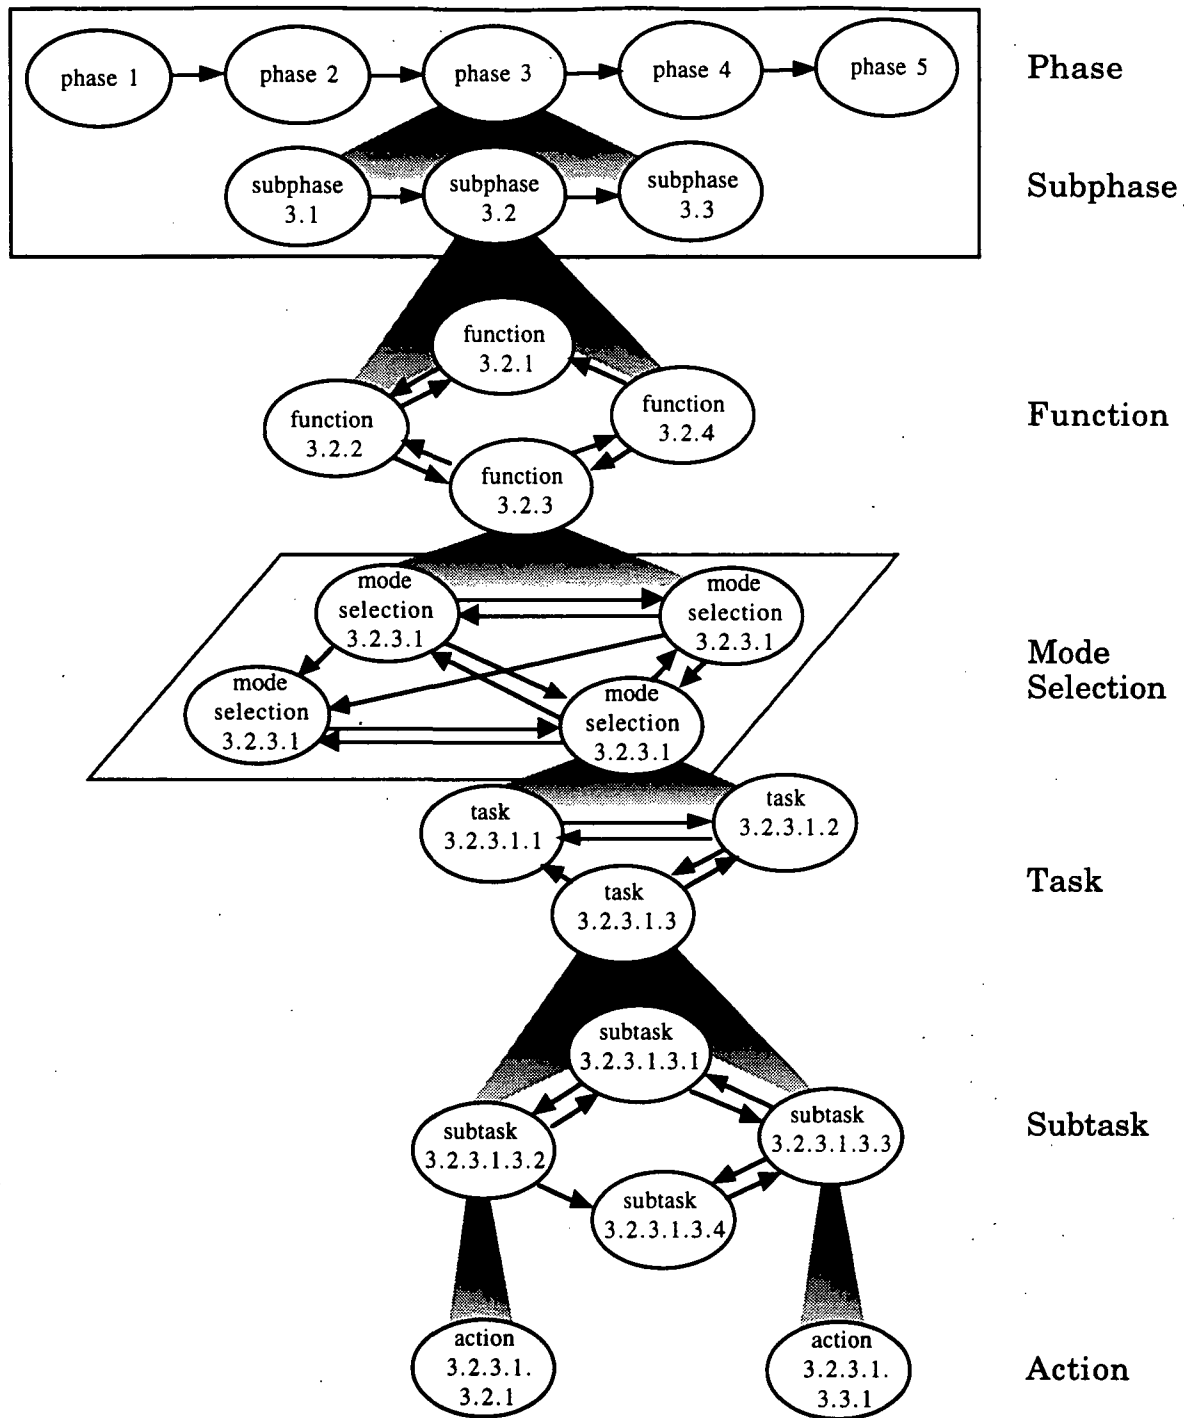 phase 1
phase 2
phase 3
phase 4
phase 5
Phase
subphase
3.1
subphase
3.2
subphase
3.3
Subphase
function
3.2.1
function
3.2.2
function
3.2.4
function
3.2.3
Function
mode
selection
3.2.3.1
mode
selection
3.2.3.1
mode
selection
3.2.3.1
mode
selection
3.2.3.1
Mode
Selection
task
3.2.3.1.1
task
3.2.3.1.2
task
3.2.3.1.3
Task
subtask
3.2.3.1.3.1
subtask
3.2.3.1.3.2
subtask
3.2.3.1.3.3
subtask
3.2.3.1.3.4
Subtask
action
3.2.3.1.
3.2.1
action
3.2.3.1.
3.3.1
Action